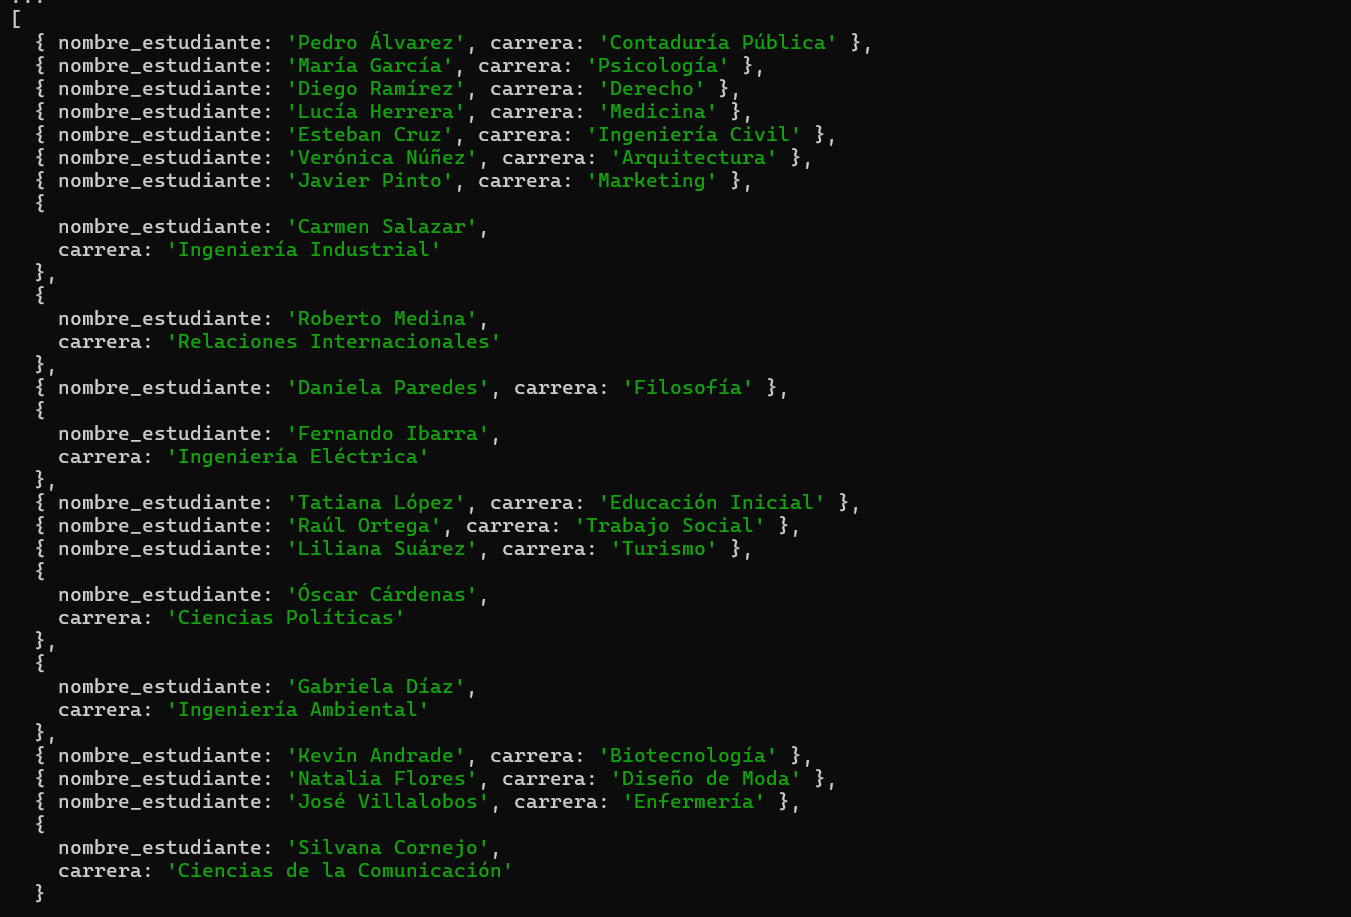 ...
[
  { nombre_estudiante: 'Pedro Álvarez', carrera: 'Contaduría Pública' },
  { nombre_estudiante: 'María García', carrera: 'Psicología' },
  { nombre_estudiante: 'Diego Ramírez', carrera: 'Derecho' },
  { nombre_estudiante: 'Lucía Herrera', carrera: 'Medicina' },
  { nombre_estudiante: 'Esteban Cruz', carrera: 'Ingeniería Civil' },
  { nombre_estudiante: 'Verónica Núñez', carrera: 'Arquitectura' },
  { nombre_estudiante: 'Javier Pinto', carrera: 'Marketing' },
  {
    nombre_estudiante: 'Carmen Salazar',
    carrera: 'Ingeniería Industrial'
  },
  {
    nombre_estudiante: 'Roberto Medina',
    carrera: 'Relaciones Internacionales'
  },
  { nombre_estudiante: 'Daniela Paredes', carrera: 'Filosofía' },
  {
    nombre_estudiante: 'Fernando Ibarra',
    carrera: 'Ingeniería Eléctrica'
  },
  { nombre_estudiante: 'Tatiana López', carrera: 'Educación Inicial' },
  { nombre_estudiante: 'Raúl Ortega', carrera: 'Trabajo Social' },
  { nombre_estudiante: 'Liliana Suárez', carrera: 'Turismo' },
  {
    nombre_estudiante: 'Óscar Cárdenas',
    carrera: 'Ciencias Políticas'
  },
  {
    nombre_estudiante: 'Gabriela Díaz',
    carrera: 'Ingeniería Ambiental'
  },
  { nombre_estudiante: 'Kevin Andrade', carrera: 'Biotecnología' },
  { nombre_estudiante: 'Natalia Flores', carrera: 'Diseño de Moda' },
  { nombre_estudiante: 'José Villalobos', carrera: 'Enfermería' },
  {
    nombre_estudiante: 'Silvana Cornejo',
    carrera: 'Ciencias de la Comunicación'
  }